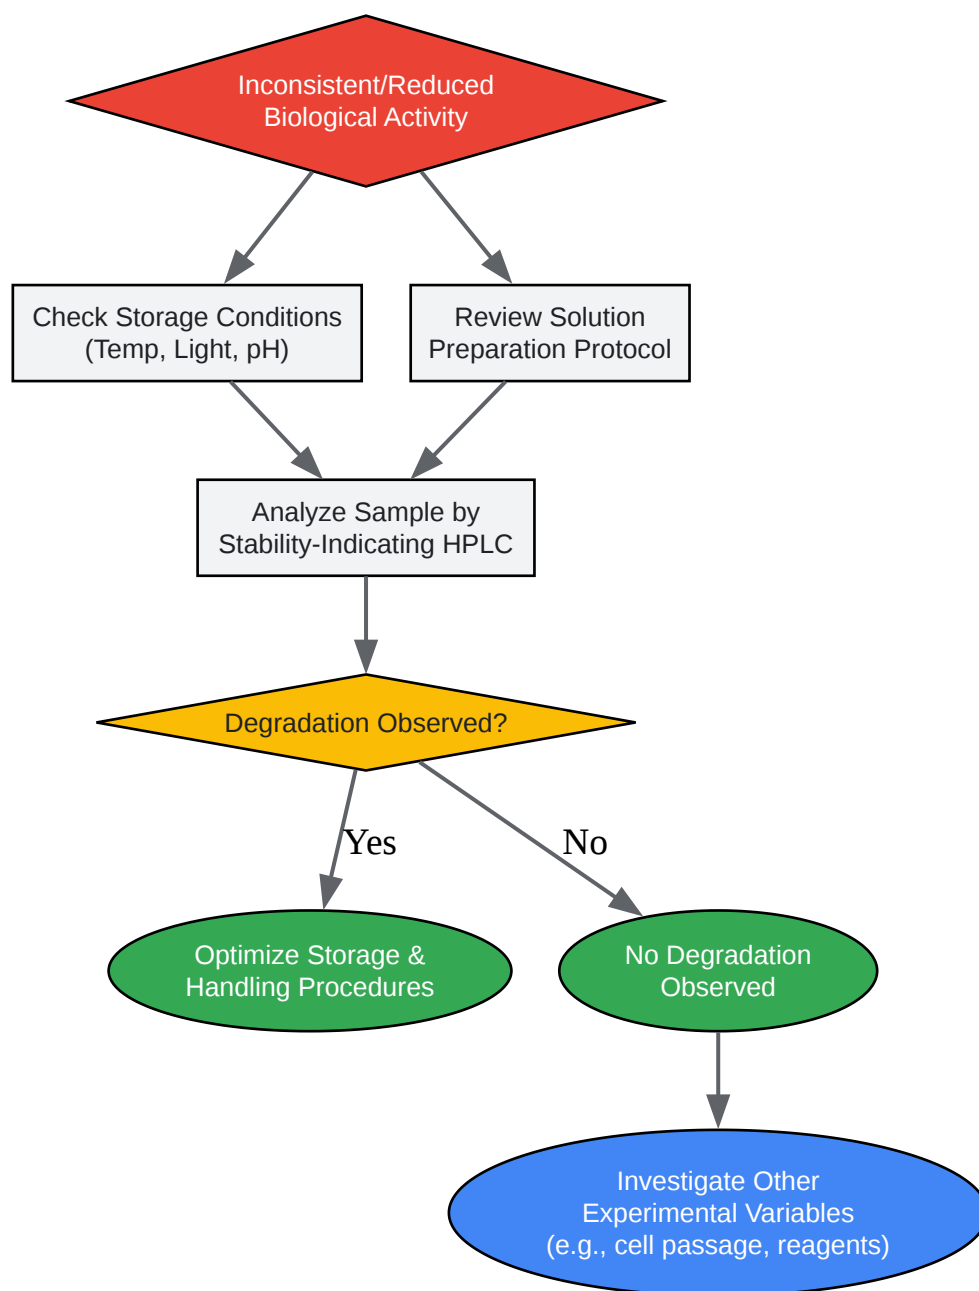 Inconsistent/Reduced
Biological Activity
Check Storage Conditions
(Temp, Light, pH)
Review Solution
Preparation Protocol
Analyze Sample by
Stability-Indicating HPLC
Degradation Observed?
Yes
No
Optimize Storage &
Handling Procedures
No Degradation
Observed
Investigate Other
Experimental Variables
(e.g., cell passage, reagents)